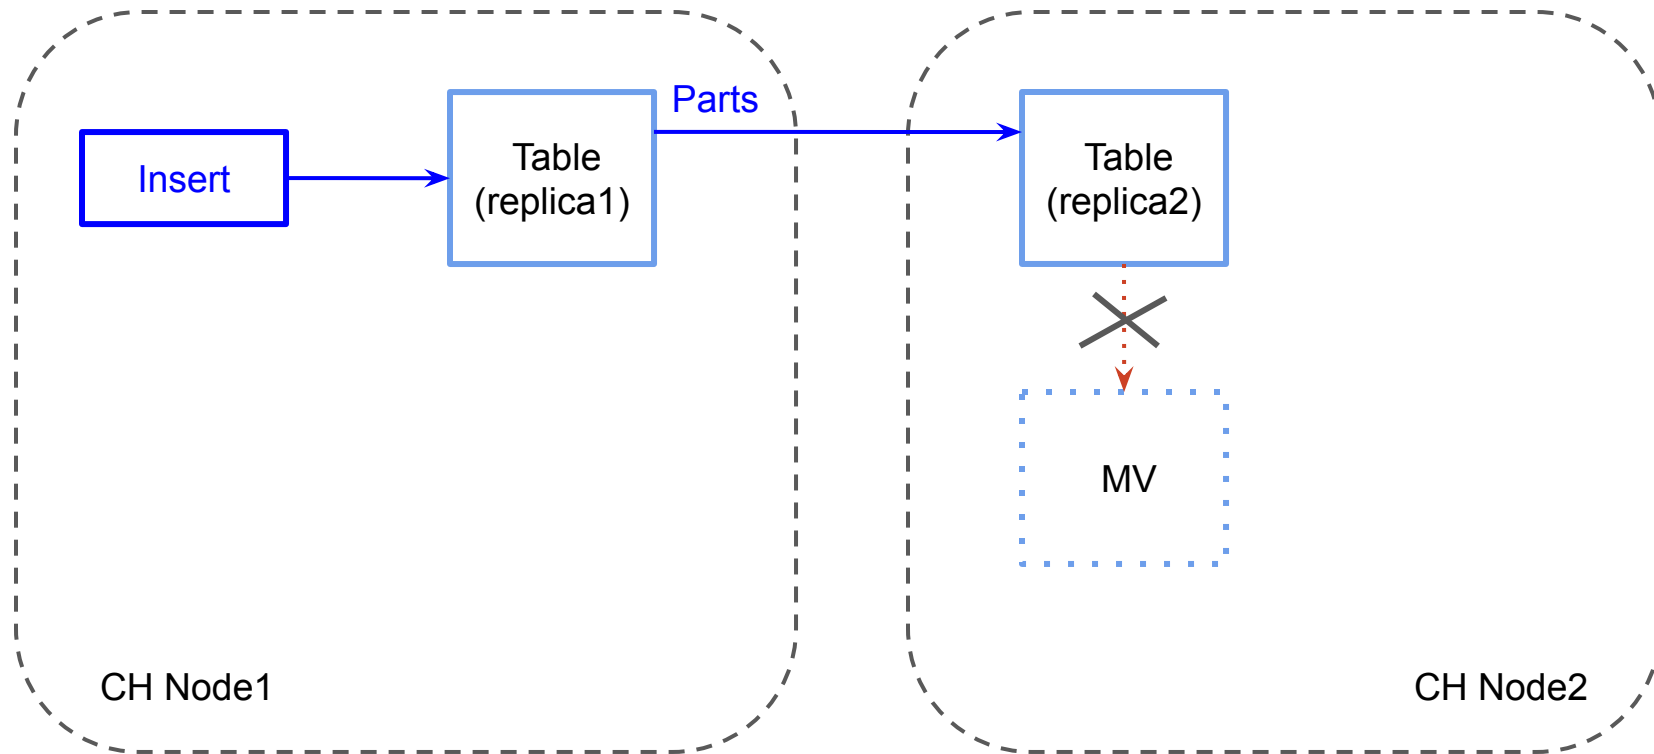 Insert
Table
(replica1)
Parts
Table
(replica2)
MV
CH Node1
CH Node2